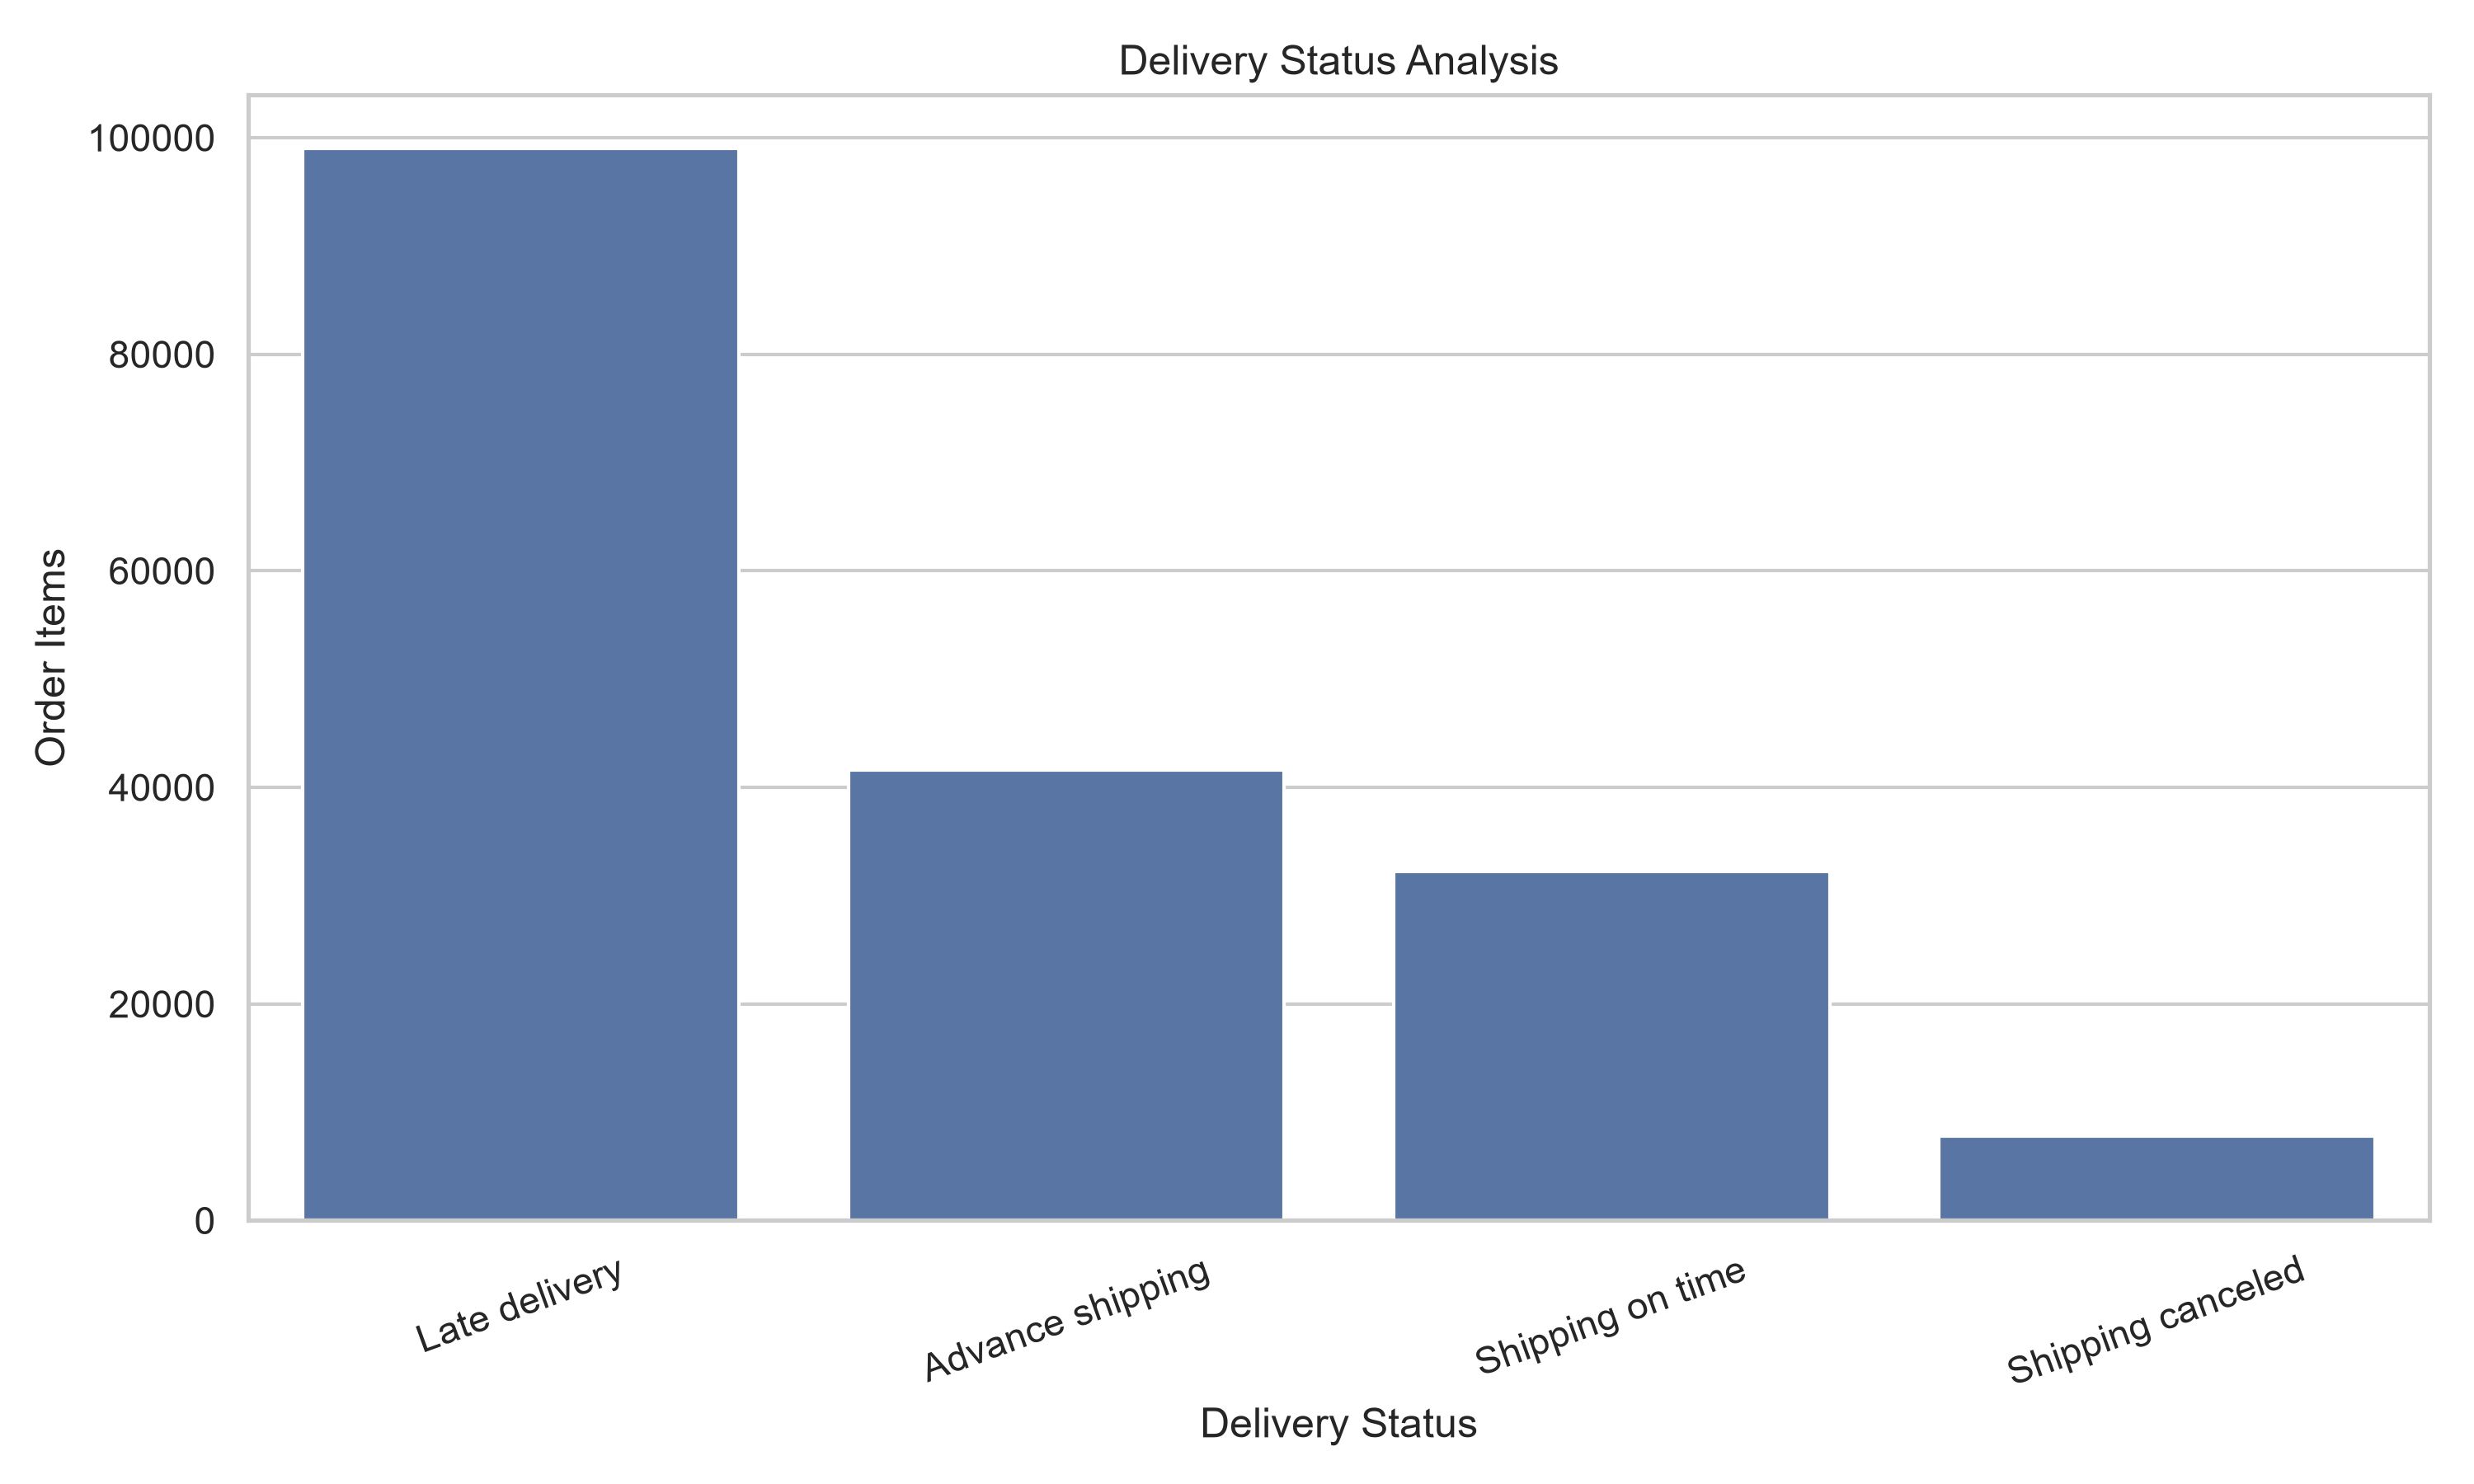 Delivery Status Analysis
Order Items
100000
80000
60000
40000
20000
0
Late delivery
Advance shipping
Shipping on time
Shipping canceled
Delivery Status